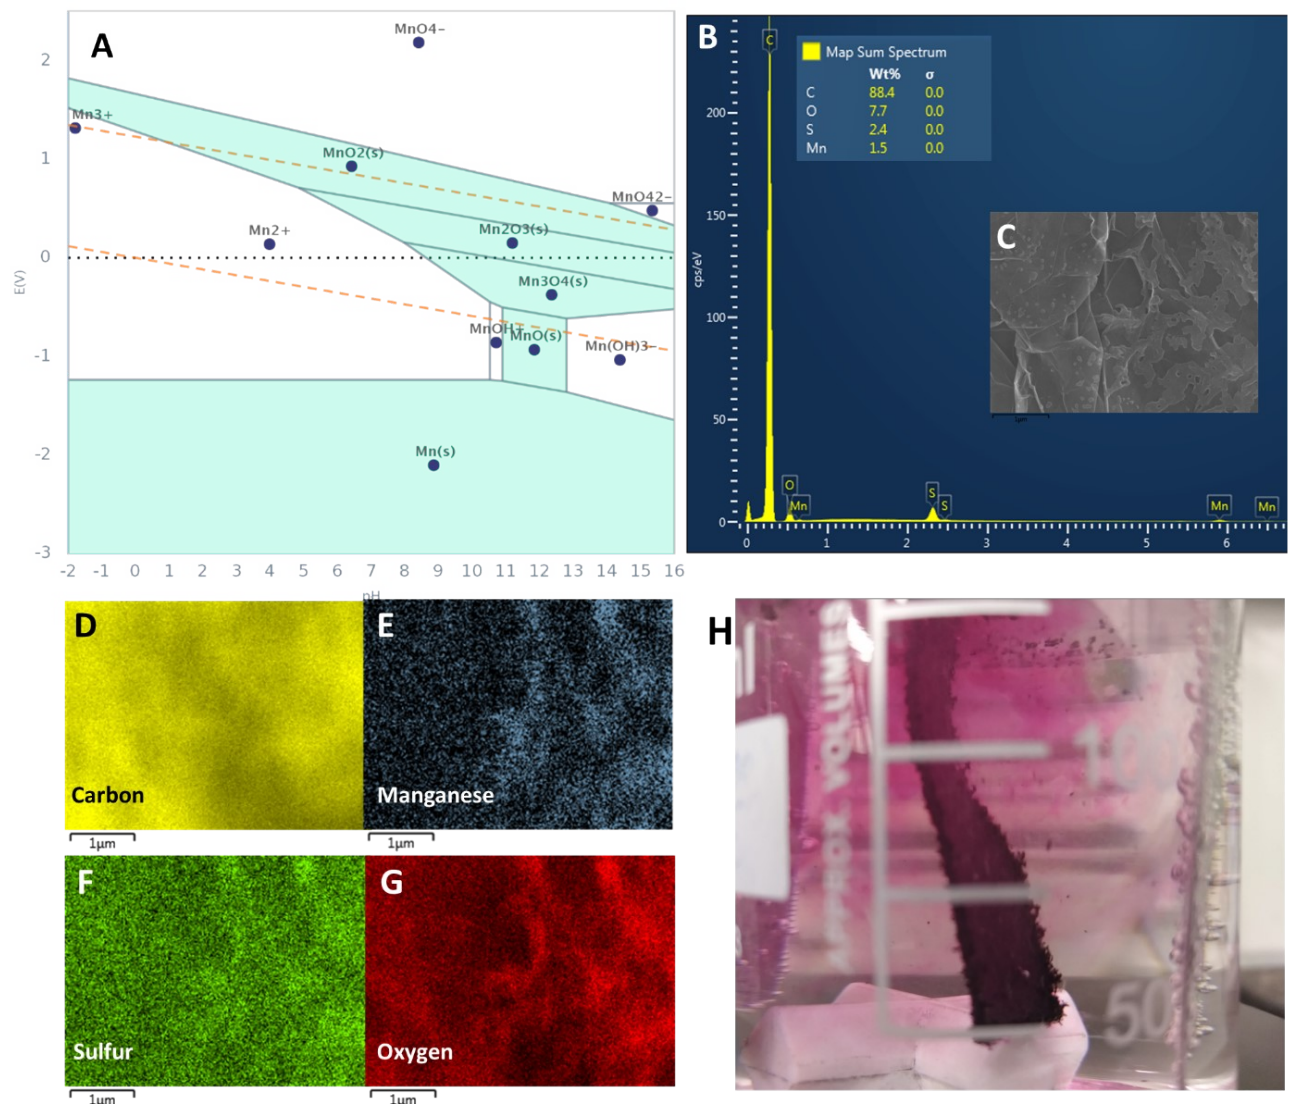 A
MnO4−
2
Mn3+
1
MnO2(s)
MnO42−
Mn2+
Mn2O3(s)
0
E(V)
Mn3O4(s)
MnOH+
MnO(s)
Mn(OH)3−
-1
-2
Mn(s)
-3
-2 -1 0 1 2 3 4 5 6 7 8 9 10 11 12 13 14 15 16
pH
B
C
Map Sum Spectrum
Wt% σ
C 88.4 0.0
O 7.7 0.0
S 2.4 0.0
Mn 1.5 0.0
200
150
100
50
0
cps/eV
C
1µm
O
Mn
S
S
Mn
Mn
0 1 2 3 4 5 6
D
Carbon
1µm
E
Manganese
1µm
F
Sulfur
1µm
G
Oxygen
1µm
H
APPROX VOLUMES
100
50